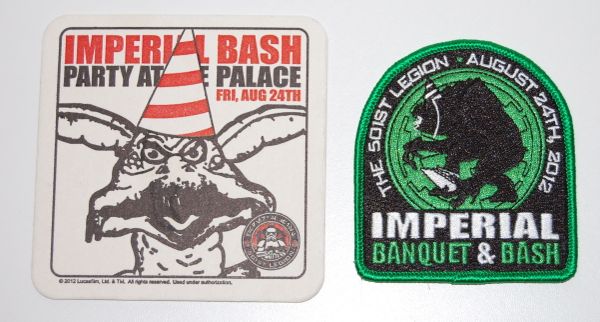 IMPERIAL BASH
PARTY AT THE PALACE
FRI, AUG 24TH
© 2012 Lucasfilm, Ltd. & TM. All rights reserved. Used under authorization.
THE 501ST LEGION · AUGUST 24TH, 2012
IMPERIAL
BANQUET & BASH